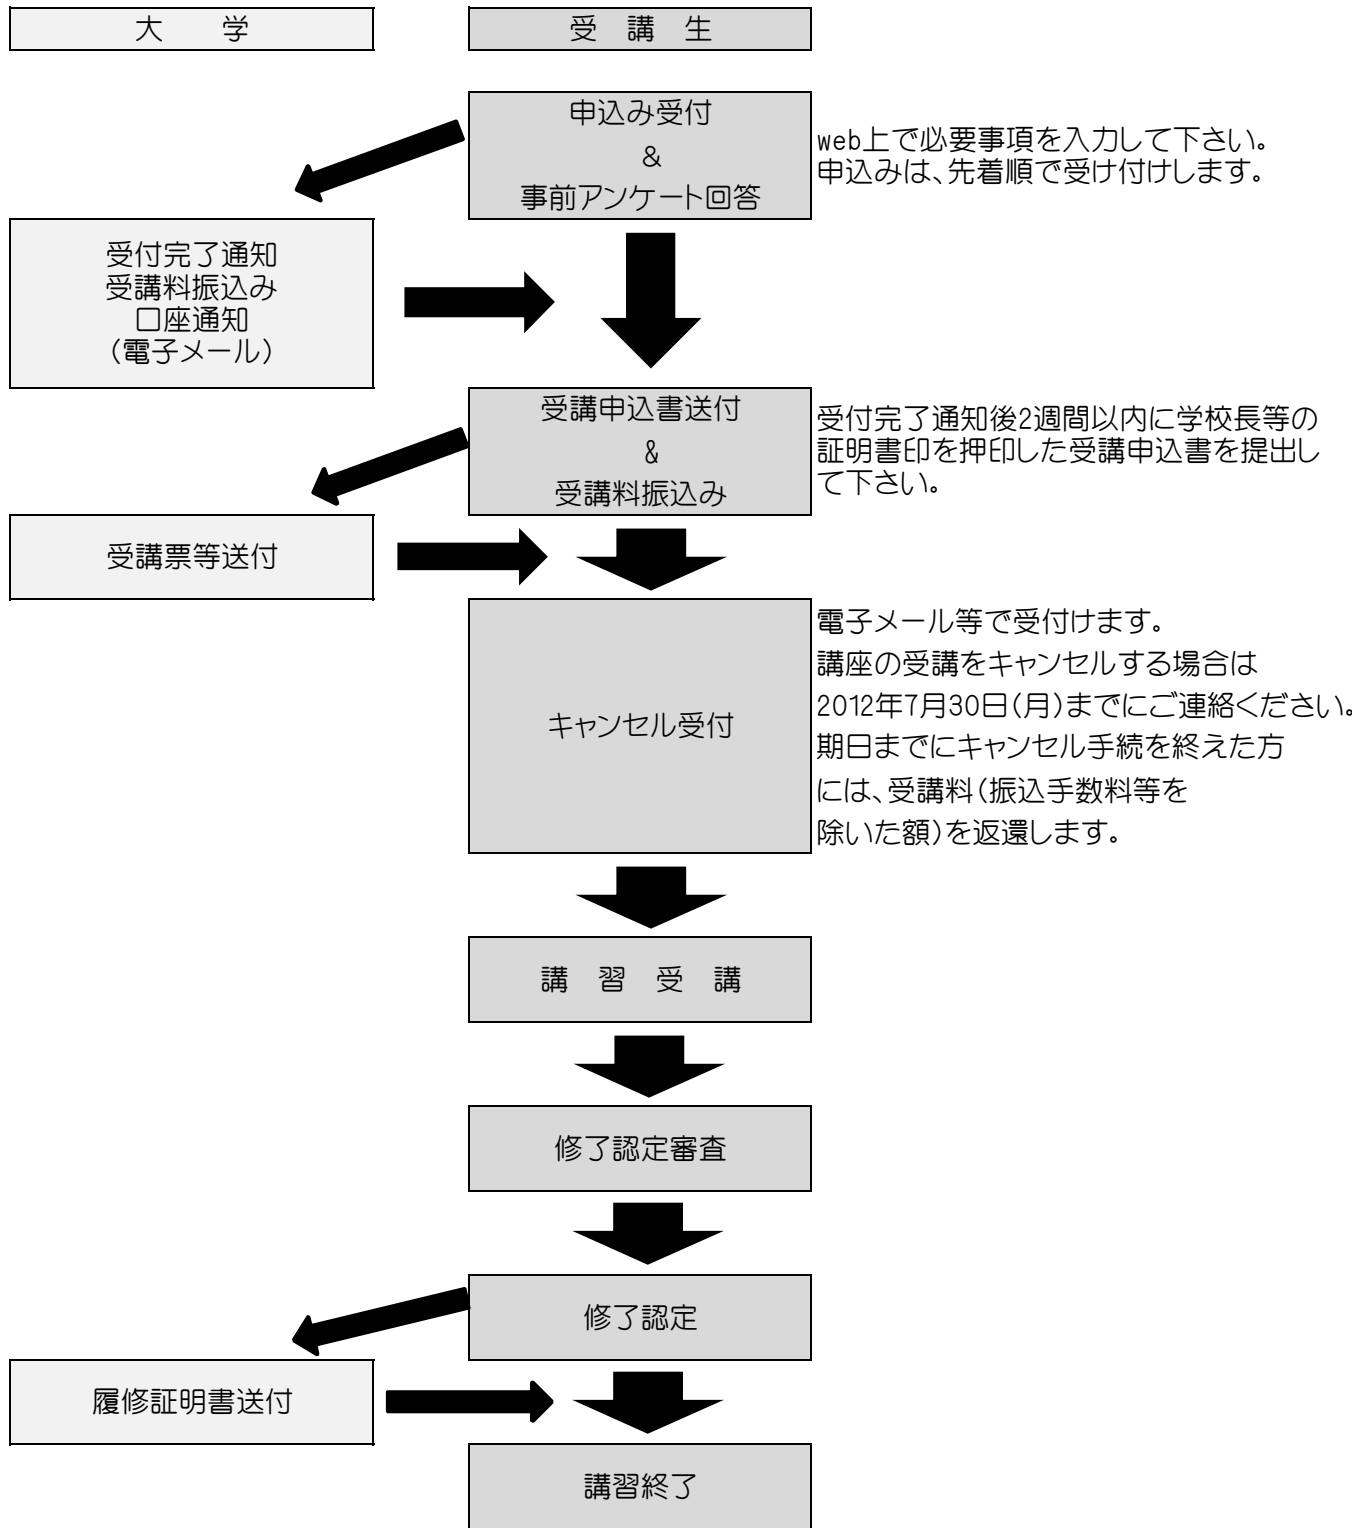 大　学
受　講　生
申込み受付
&
事前アンケート回答
web上で必要事項を入力して下さい。
申込みは、先着順で受け付けします。
受付完了通知
受講料振込み
口座通知
（電子メール）
受講申込書送付
&
受講料振込み
受付完了通知後2週間以内に学校長等の
証明書印を押印した受講申込書を提出し
て下さい。
受講票等送付
キャンセル受付
電子メール等で受付けます。
講座の受講をキャンセルする場合は
2012年7月30日（月）までにご連絡ください。
期日までにキャンセル手続を終えた方
には、受講料（振込手数料等を
除いた額）を返還します。
講　習　受　講
修了認定審査
修了認定
履修証明書送付
講習終了